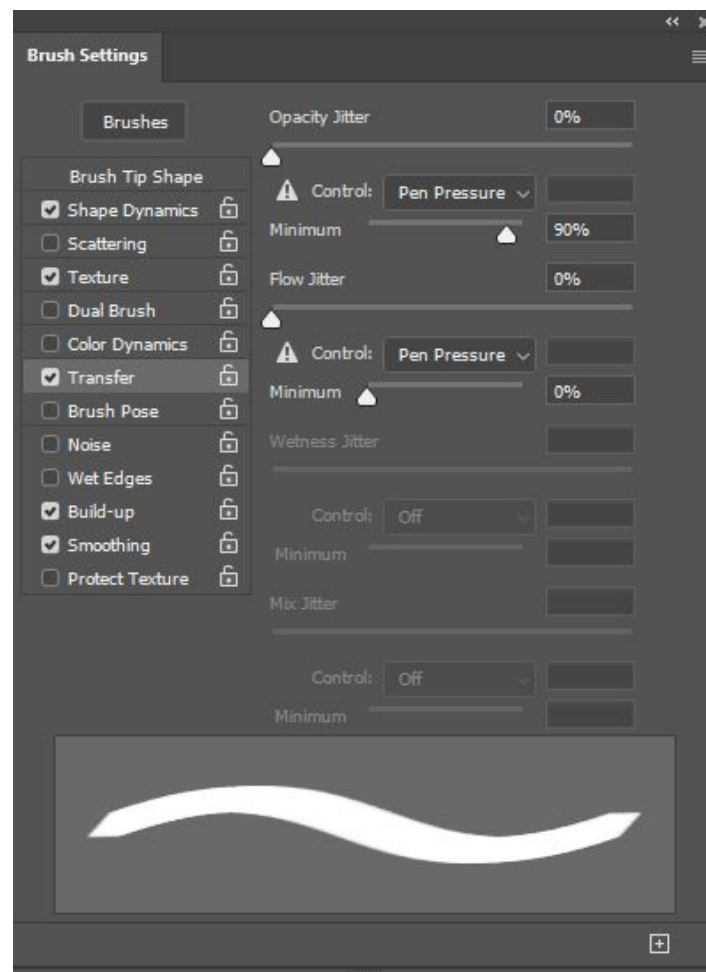 Brush Settings
Brushes
Brush Tip Shape
Shape Dynamics
Scattering
Texture
Dual Brush
Color Dynamics
Transfer
Brush Pose
Noise
Wet Edges
Build-up
Smoothing
Protect Texture
Opacity Jitter 0%
Control: Pen Pressure
Minimum 90%
Flow Jitter 0%
Control: Pen Pressure
Minimum 0%
Wetness Jitter
Control: Off
Minimum
Mix Jitter
Control: Off
Minimum